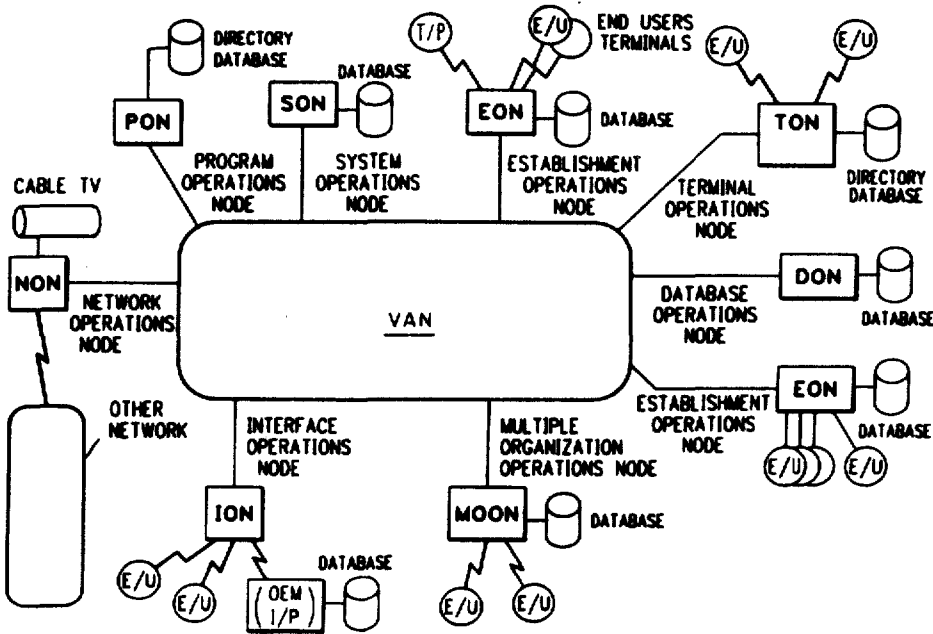 T/P
E/U
END USERS
TERMINALS
E/U
E/U
DIRECTORY
DATABASE
DATABASE
PON
SON
EON
DATABASE
TON
CABLE TV
PROGRAM
OPERATIONS
NODE
SYSTEM
OPERATIONS
NODE
ESTABLISHMENT
OPERATIONS
NODE
TERMINAL
OPERATIONS
NODE
DIRECTORY
DATABASE
NON
NETWORK
OPERATIONS
NODE
VAN
DATABASE
OPERATIONS
NODE
DON
DATABASE
OTHER
NETWORK
INTERFACE
OPERATIONS
NODE
MULTIPLE
ORGANIZATION
OPERATIONS NODE
ESTABLISHMENT
OPERATIONS
NODE
EON
DATABASE
E/U
E/U
ION
MOON
DATABASE
E/U
E/U
(OEM
I/P)
DATABASE
E/U
E/U